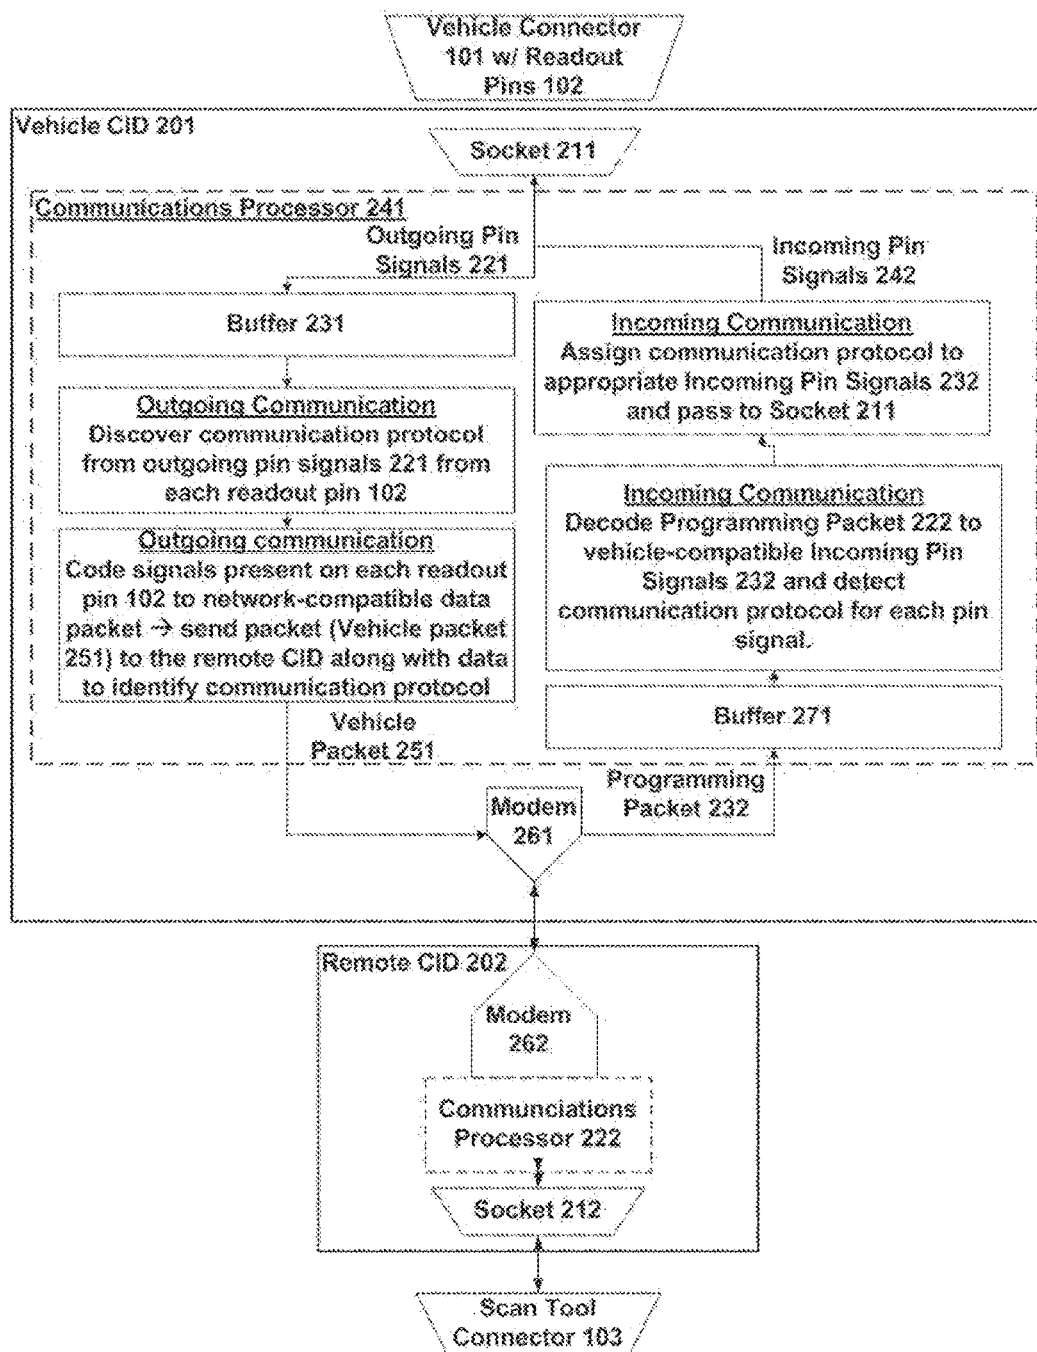 Vehicle Connector
101 w/ Readout
Pins 102
Vehicle CID 201
Socket 211
Communications Processor 241
Outgoing Pin
Signals 221
Incoming Pin
Signals 242
Buffer 231
Outgoing Communication
Discover communication protocol
from outgoing pin signals 221 from
each readout pin 102
Outgoing communication
Code signals present on each readout
pin 102 to network-compatible data
packet → send packet (Vehicle packet
251) to the remote CID along with data
to identify communication protocol
Vehicle
Packet 251
Incoming Communication
Assign communication protocol to
appropriate Incoming Pin Signals 232
and pass to Socket 211
Incoming Communication
Decode Programming Packet 222 to
vehicle-compatible Incoming Pin
Signals 232 and detect
communication protocol for each pin
signal.
Buffer 271
Programming
Packet 232
Modem
261
Remote CID 202
Modem
262
Communciations
Processor 222
Socket 212
Scan Tool
Connector 103